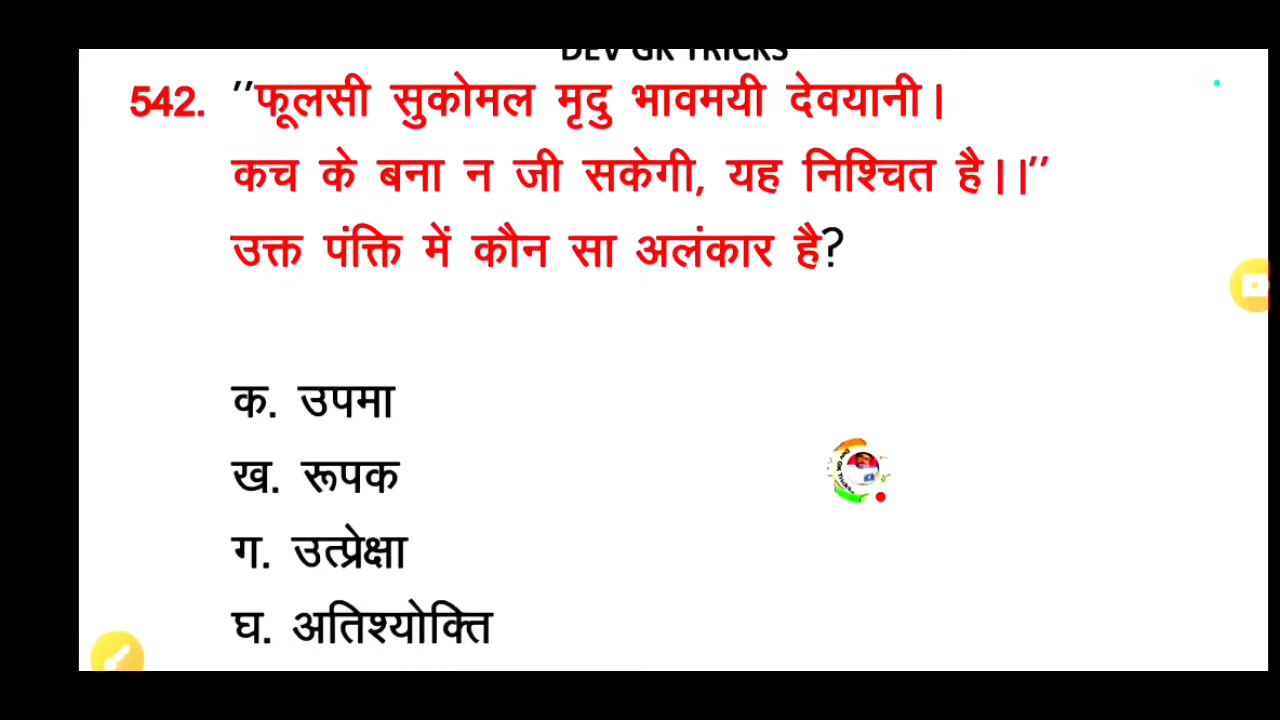 DEV GK TRICKS
542. ’’फूलसी सुकोमल मृदु भावमयी देवयानी।
कच के बना न जी सकेगी, यह निश्चित है।।’’
उक्त पंक्ति में कौन सा अलंकार है?
क. उपमा
ख. रूपक
ग. उत्प्रेक्षा
घ. अतिश्योक्ति